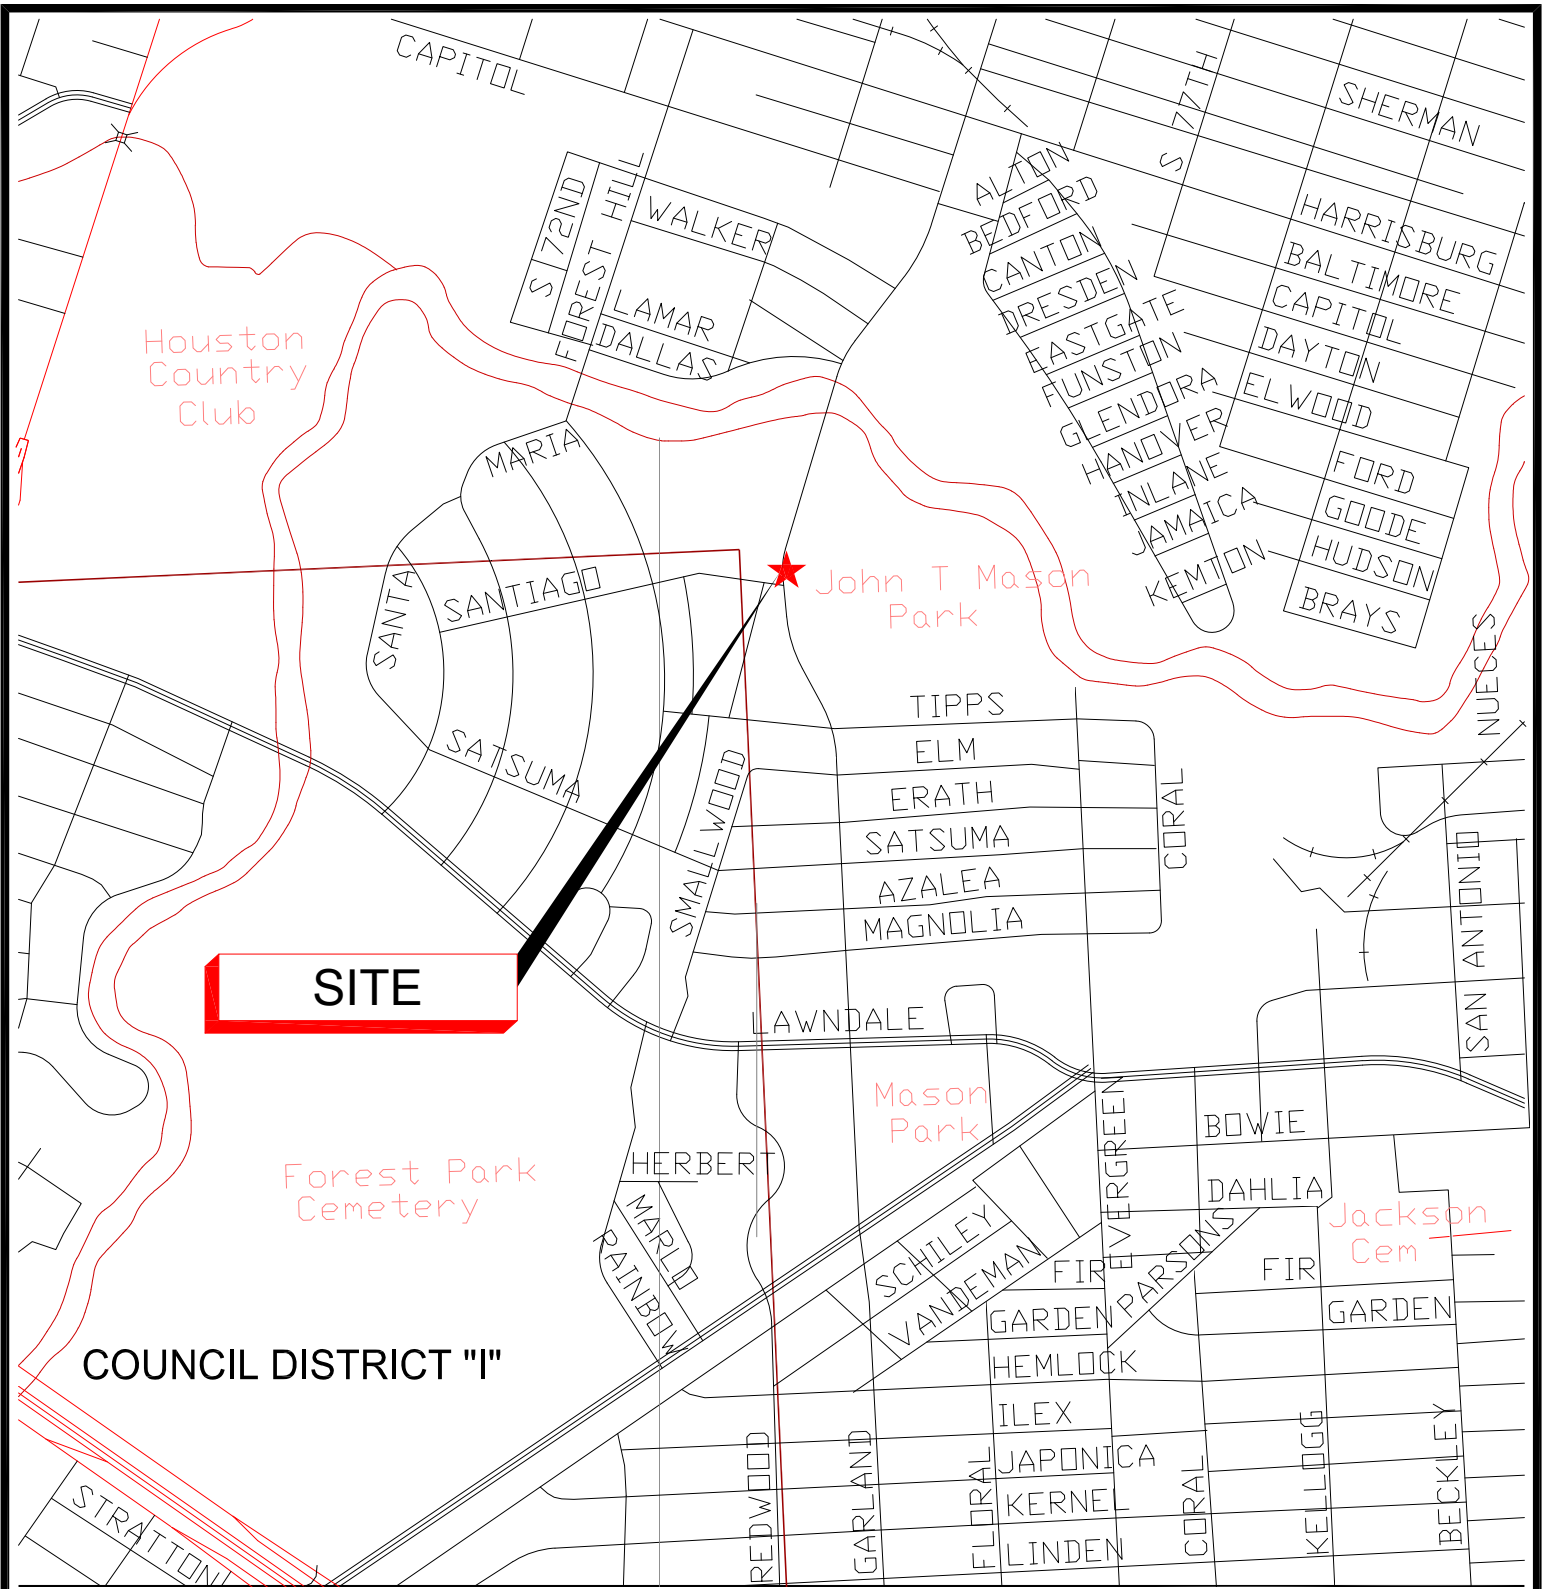 CAPITOL
S 77TH
SHERMAN
ALTON
BEDFORD
CANTON
DRESDEN
EASTGATE
FUNSTON
GLENDORA
HANOVER
INLANE
JAMAICA
KEMTON
HARRISBURG
BALTIMORE
CAPITOL
DAYTON
ELWOOD
FORD
GOODE
HUDSON
BRAYS
NUECES
S 72ND
FOREST HILL
WALKER
LAMAR
DALLAS
Houston
Country
Club
MARIA
SANTA
SANTIAGO
SATSUMA
John T Mason
Park
TIPPS
ELM
ERATH
SATSUMA
AZALEA
MAGNOLIA
SMALLWOOD
CORAL
SAN ANTONIO
SITE
LAWNDALE
Mason
Park
EVERGREEN
BOWIE
DAHLIA
Jackson
Cem
Forest Park
Cemetery
HERBERT
MARLO
RAINBOW
SCHILEY
VANDEMAN
PARSONS
FIR
FIR
GARDEN
GARDEN
HEMLOCK
ILEX
JAPONICA
KERNEL
LINDEN
COUNCIL DISTRICT "I"
STRATTON
REDWOOD
GARLAND
FLORAL
CORAL
KELLOGG
BECKLEY